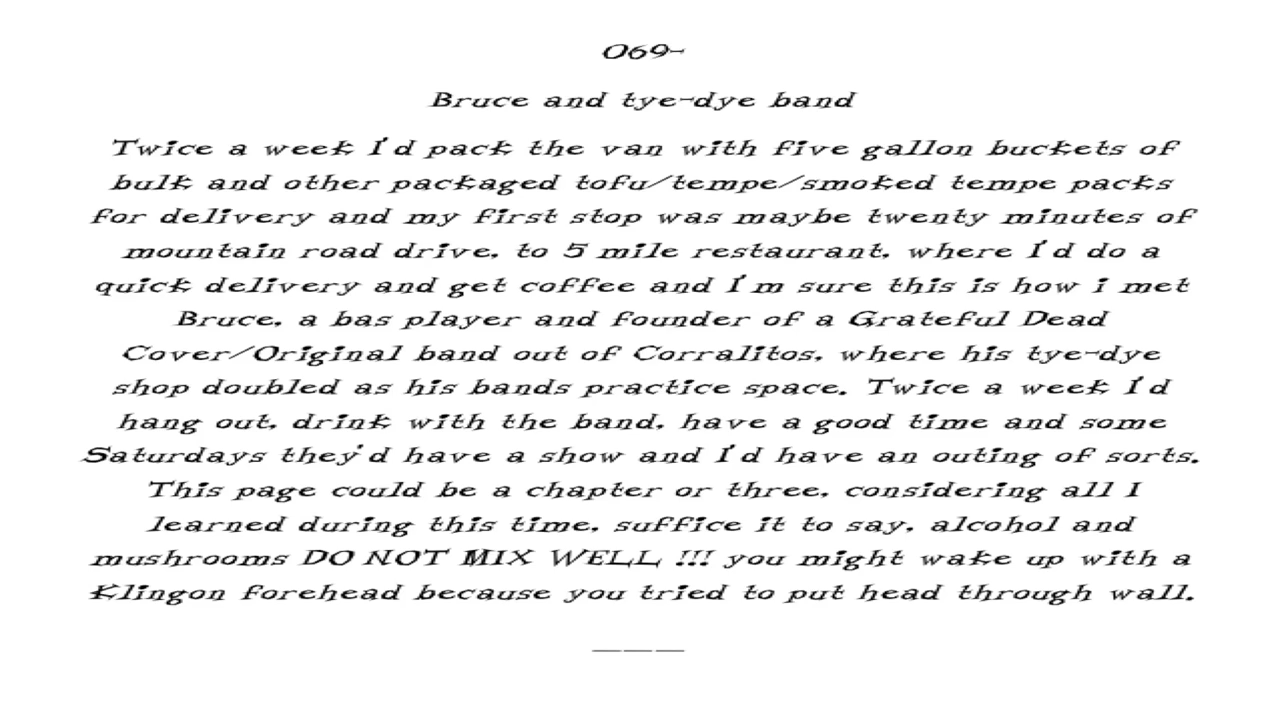 069-
Bruce and tye-dye band
Twice a week I'd pack the van with five gallon buckets of
bulk and other packaged tofu/tempe/smoked tempe packs
for delivery and my first stop was maybe twenty minutes of
mountain road drive, to 5 mile restaurant, where I'd do a
quick delivery and get coffee and I'm sure this is how i met
Bruce, a bas player and founder of a Grateful Dead
Cover/Original band out of Corralitos, where his tye-dye
shop doubled as his bands practice space. Twice a week I'd
hang out, drink with the band, have a good time and some
Saturdays they'd have a show and I'd have an outing of sorts.
This page could be a chapter or three, considering all I
learned during this time, suffice it to say, alcohol and
mushrooms DO NOT MIX WELL !!! you might wake up with a
Klingon forehead because you tried to put head through wall.
___